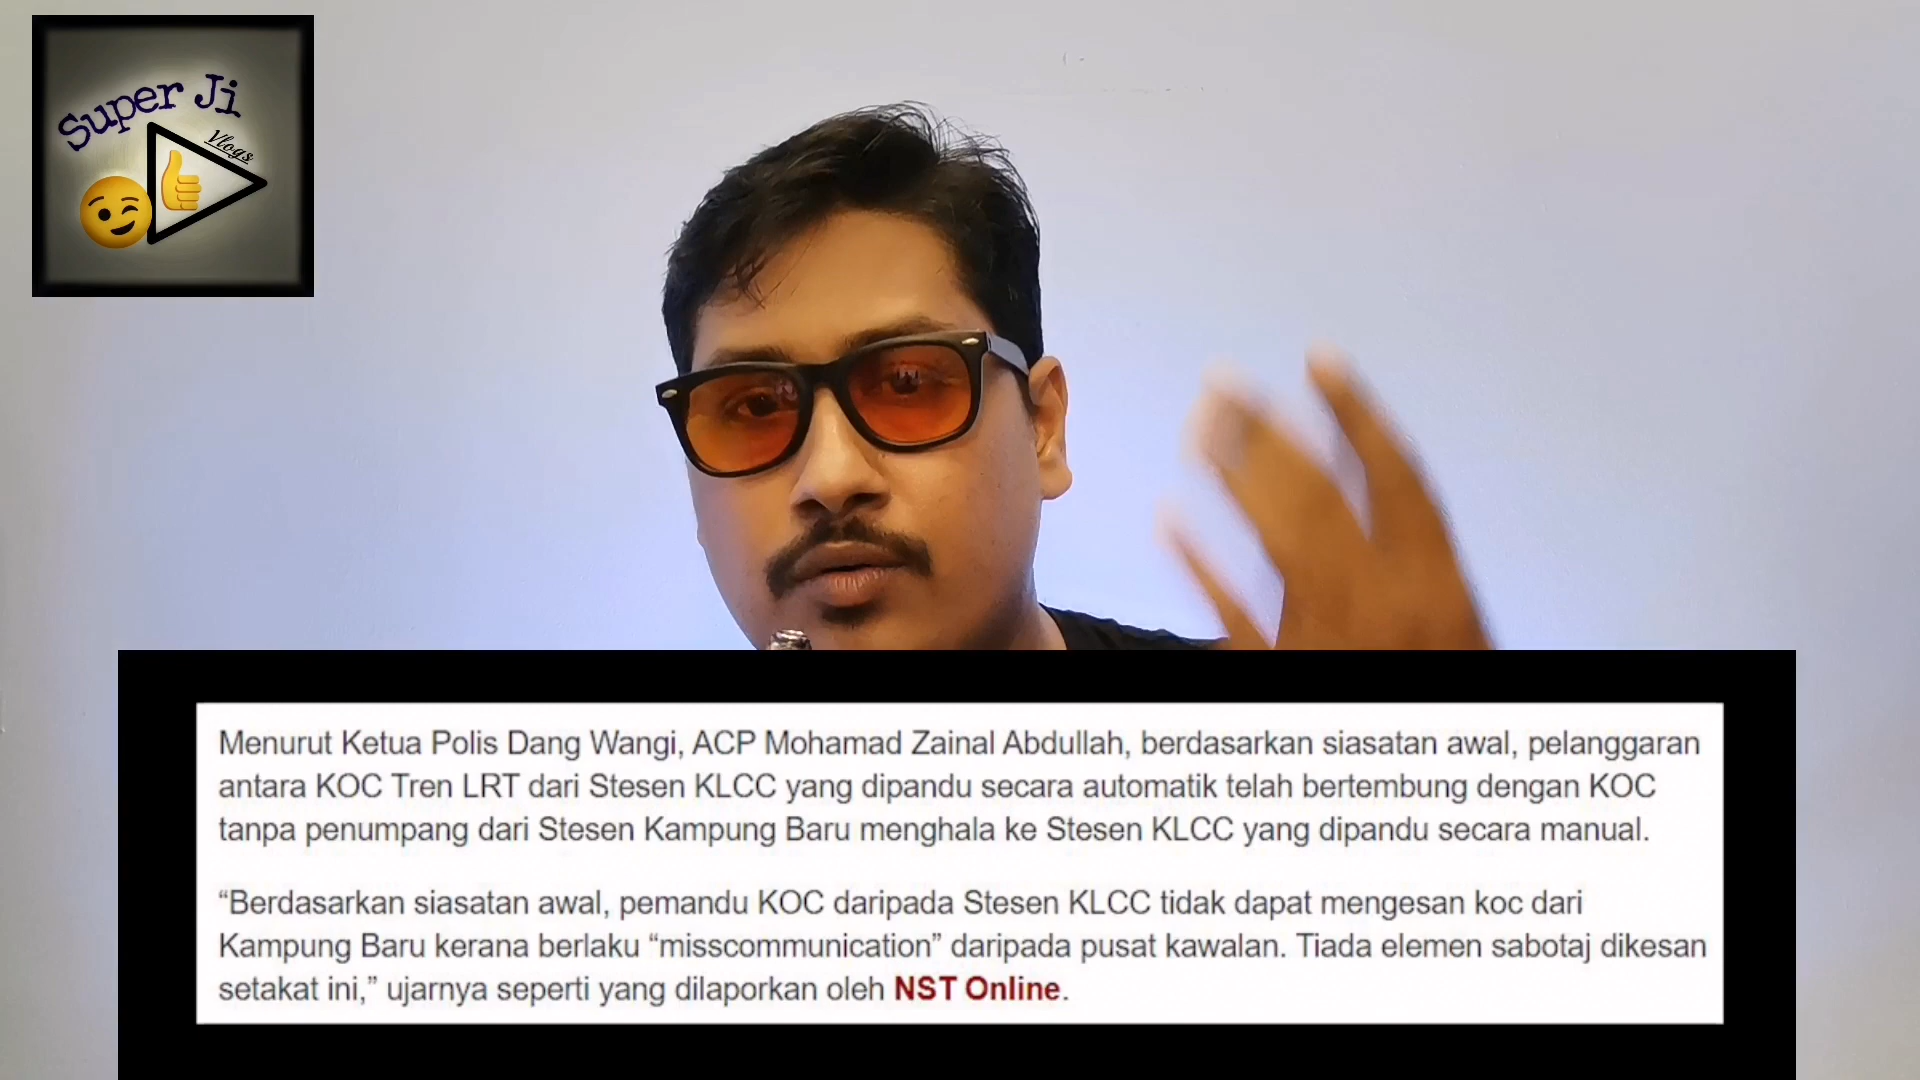 Super Ji
Vlogs
Menurut Ketua Polis Dang Wangi, ACP Mohamad Zainal Abdullah, berdasarkan siasatan awal, pelanggaran
antara KOC Tren LRT dari Stesen KLCC yang dipandu secara automatik telah bertembung dengan KOC
tanpa penumpang dari Stesen Kampung Baru menghala ke Stesen KLCC yang dipandu secara manual.
“Berdasarkan siasatan awal, pemandu KOC daripada Stesen KLCC tidak dapat mengesan koc dari
Kampung Baru kerana berlaku “misscommunication” daripada pusat kawalan. Tiada elemen sabotaj dikesan
setakat ini,” ujarnya seperti yang dilaporkan oleh NST Online.